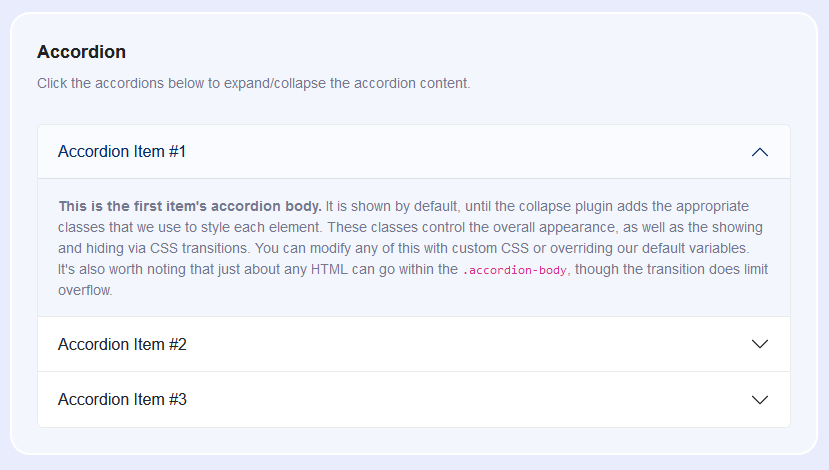 Accordion
Click the accordions below to expand/collapse the accordion content.
Accordion Item #1
This is the first item's accordion body. It is shown by default, until the collapse plugin adds the appropriate
classes that we use to style each element. These classes control the overall appearance, as well as the showing
and hiding via CSS transitions. You can modify any of this with custom CSS or overriding our default variables.
It's also worth noting that just about any HTML can go within the .accordion-body, though the transition does limit
overflow.
Accordion Item #2
Accordion Item #3